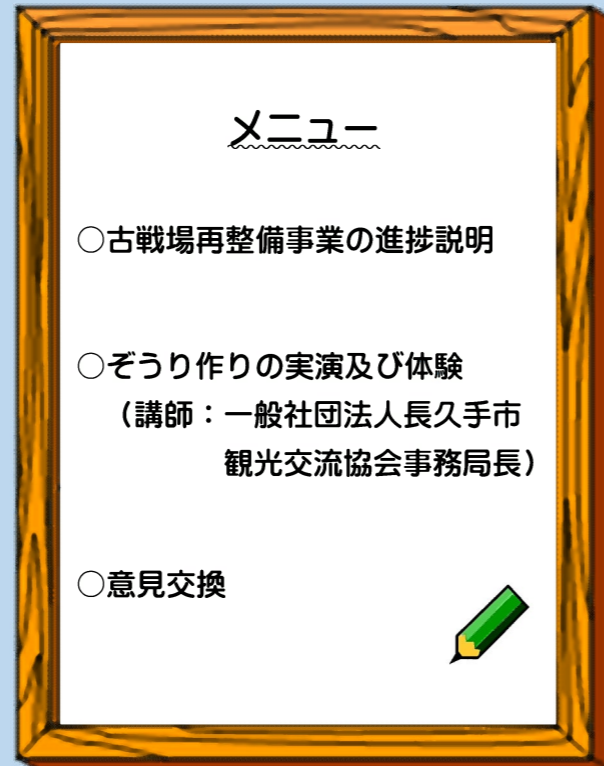 メニュー
○古戦場再整備事業の進捗説明
○ぞうり作りの実演及び体験
（講師：一般社団法人長久手市
観光交流協会事務局長）
○意見交換